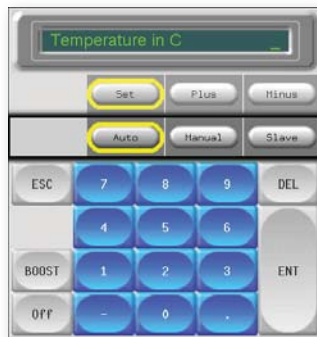 Temperature in C _
Set Plus Minus
Auto Manual Slave
ESC 7 8 9 DEL
4 5 6
BOOST 1 2 3 ENT
Off - 0 .